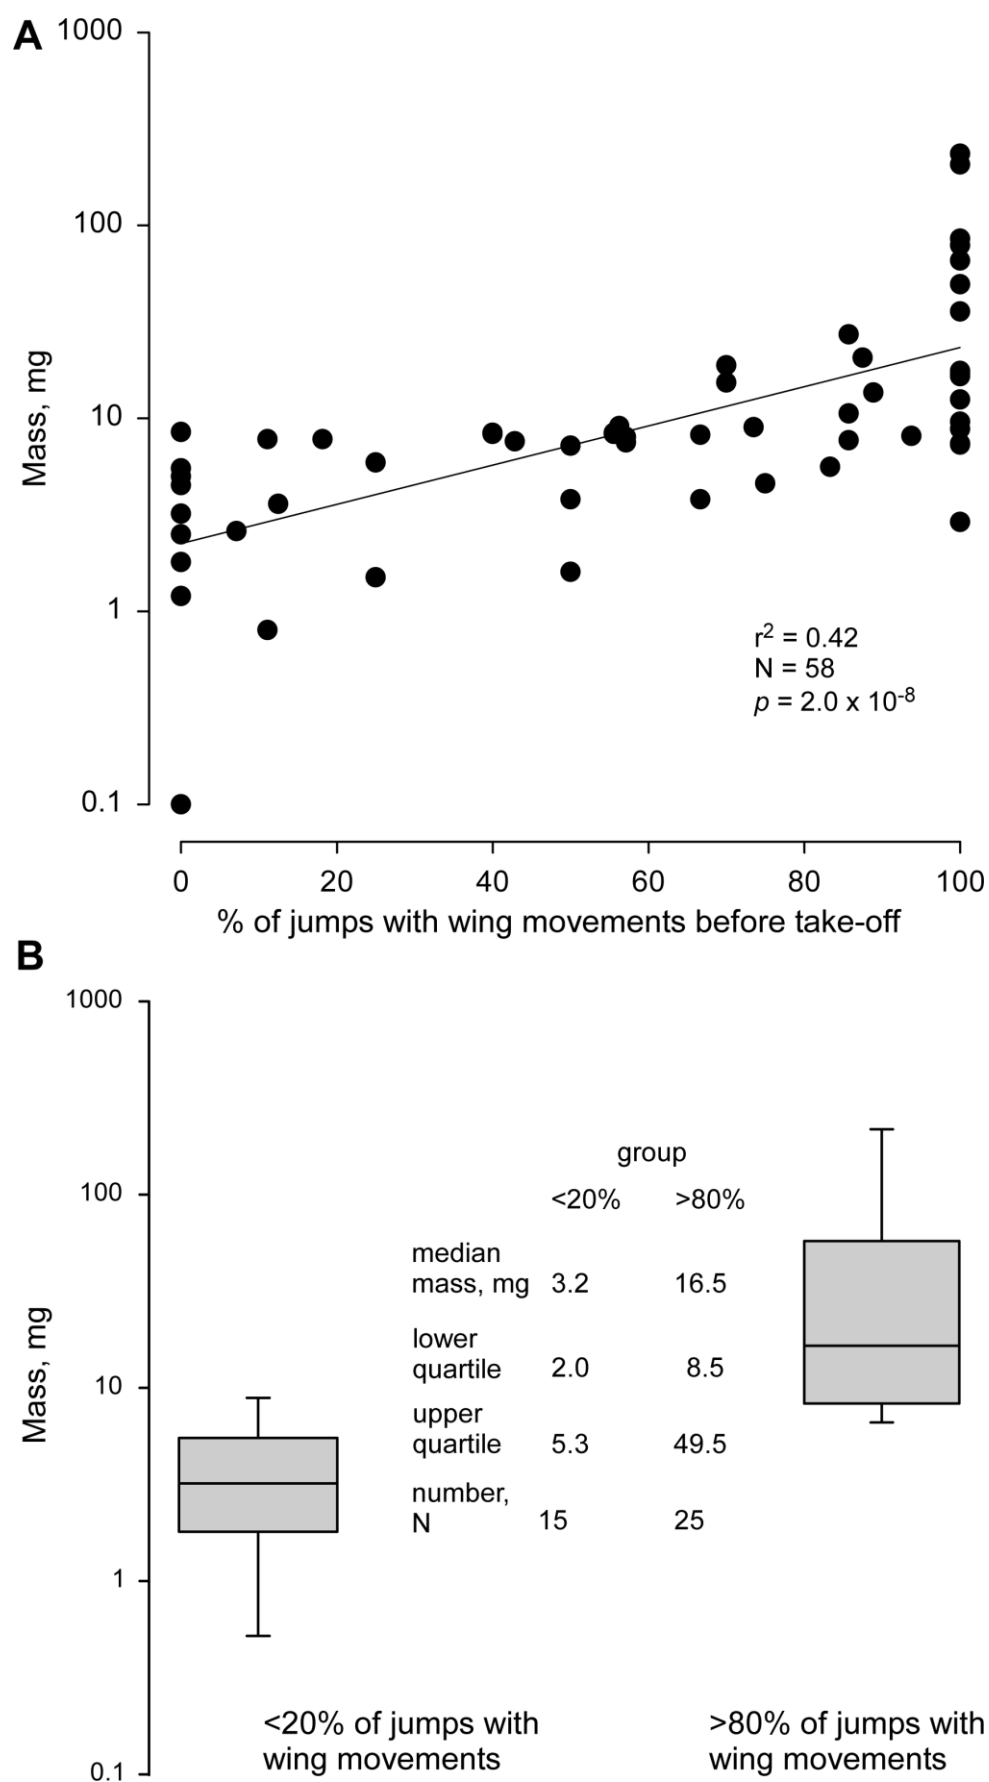 A
1000
100
10
1
0.1
Mass, mg
r2 = 0.42
N = 58
p = 2.0 x 10-8
0 20 40 60 80 100
% of jumps with wing movements before take-off
B
1000
100
10
1
0.1
Mass, mg
group
<20% >80%
median
mass, mg 3.2 16.5
lower
quartile 2.0 8.5
upper
quartile 5.3 49.5
number,
N 15 25
<20% of jumps with
wing movements
>80% of jumps with
wing movements